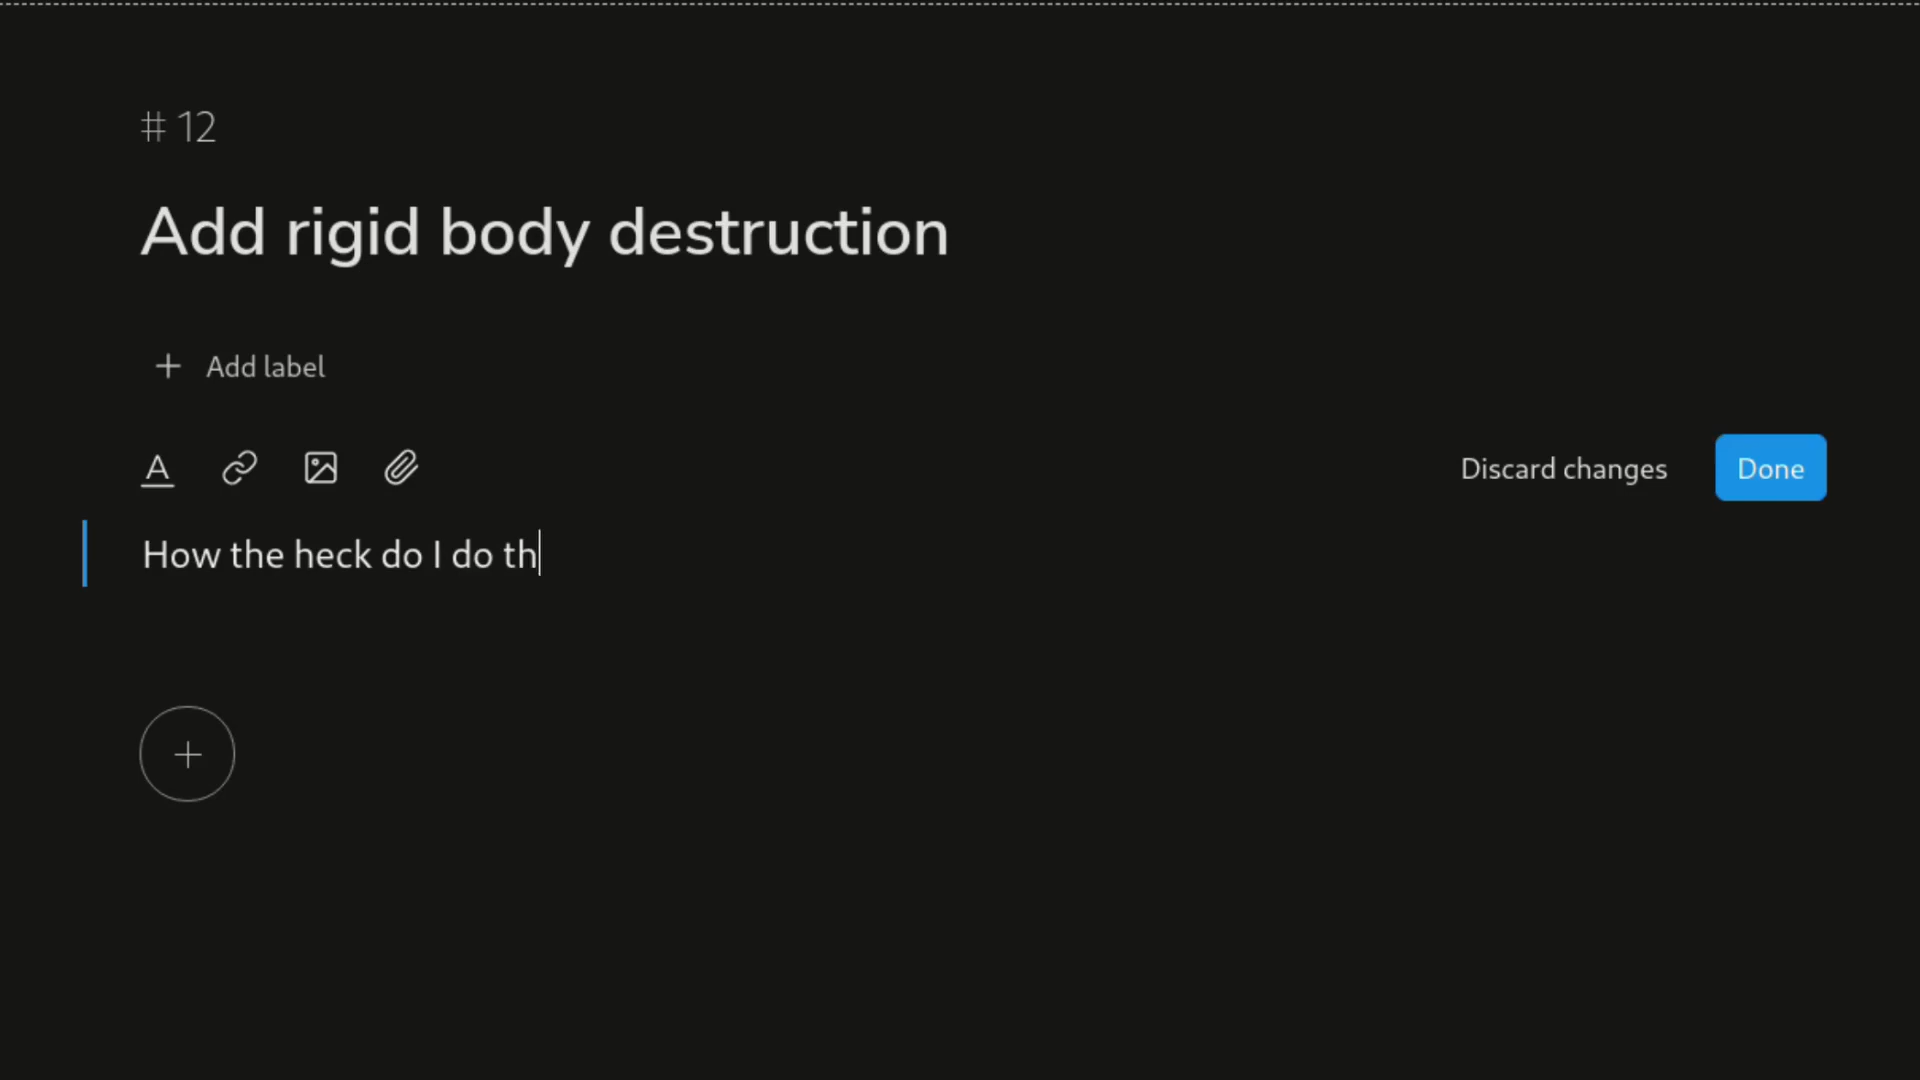 # 12
Add rigid body destruction
+ Add label
A
Discard changes
Done
How the heck do I do th